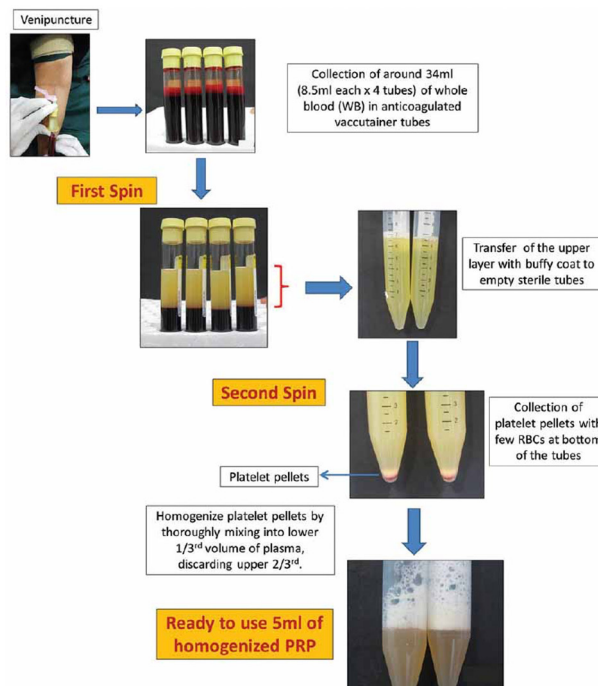 Venipuncture
Collection of around 34ml
(8.5ml each x 4 tubes) of whole
blood (WB) in anticoagulated
vaccutainer tubes
First Spin
Transfer of the upper
layer with buffy coat to
empty sterile tubes
Second Spin
Collection of
platelet pellets with
few RBCs at bottom
of the tubes
Platelet pellets
Homogenize platelet pellets by
thoroughly mixing into lower
1/3rd volume of plasma,
discarding upper 2/3rd.
Ready to use 5ml of
homogenized PRP